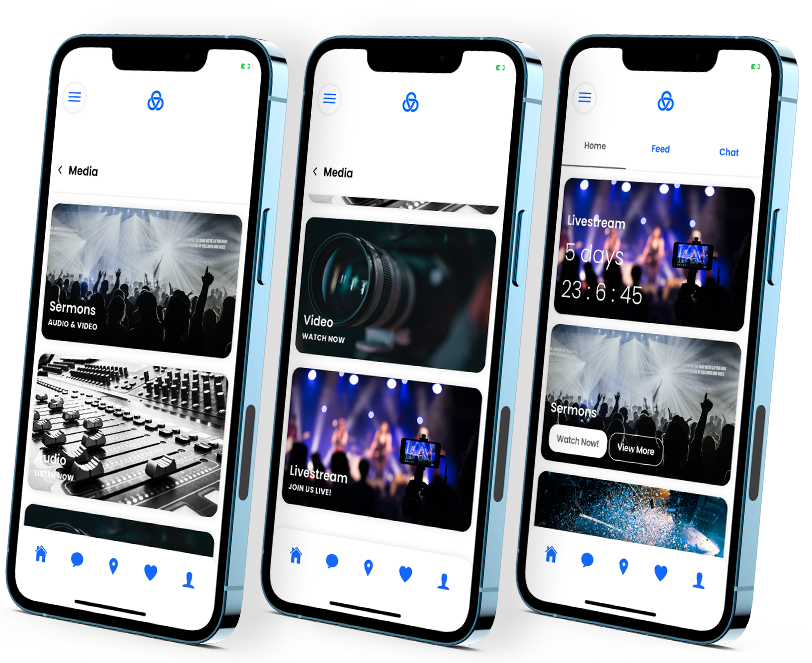 Media
Sermons
AUDIO & VIDEO
Audio
LISTEN NOW
Media
Video
WATCH NOW
Livestream
JOIN US LIVE!
Home
Feed
Chat
Livestream
5 days
23 : 6 : 45
Sermons
Watch Now!
View More